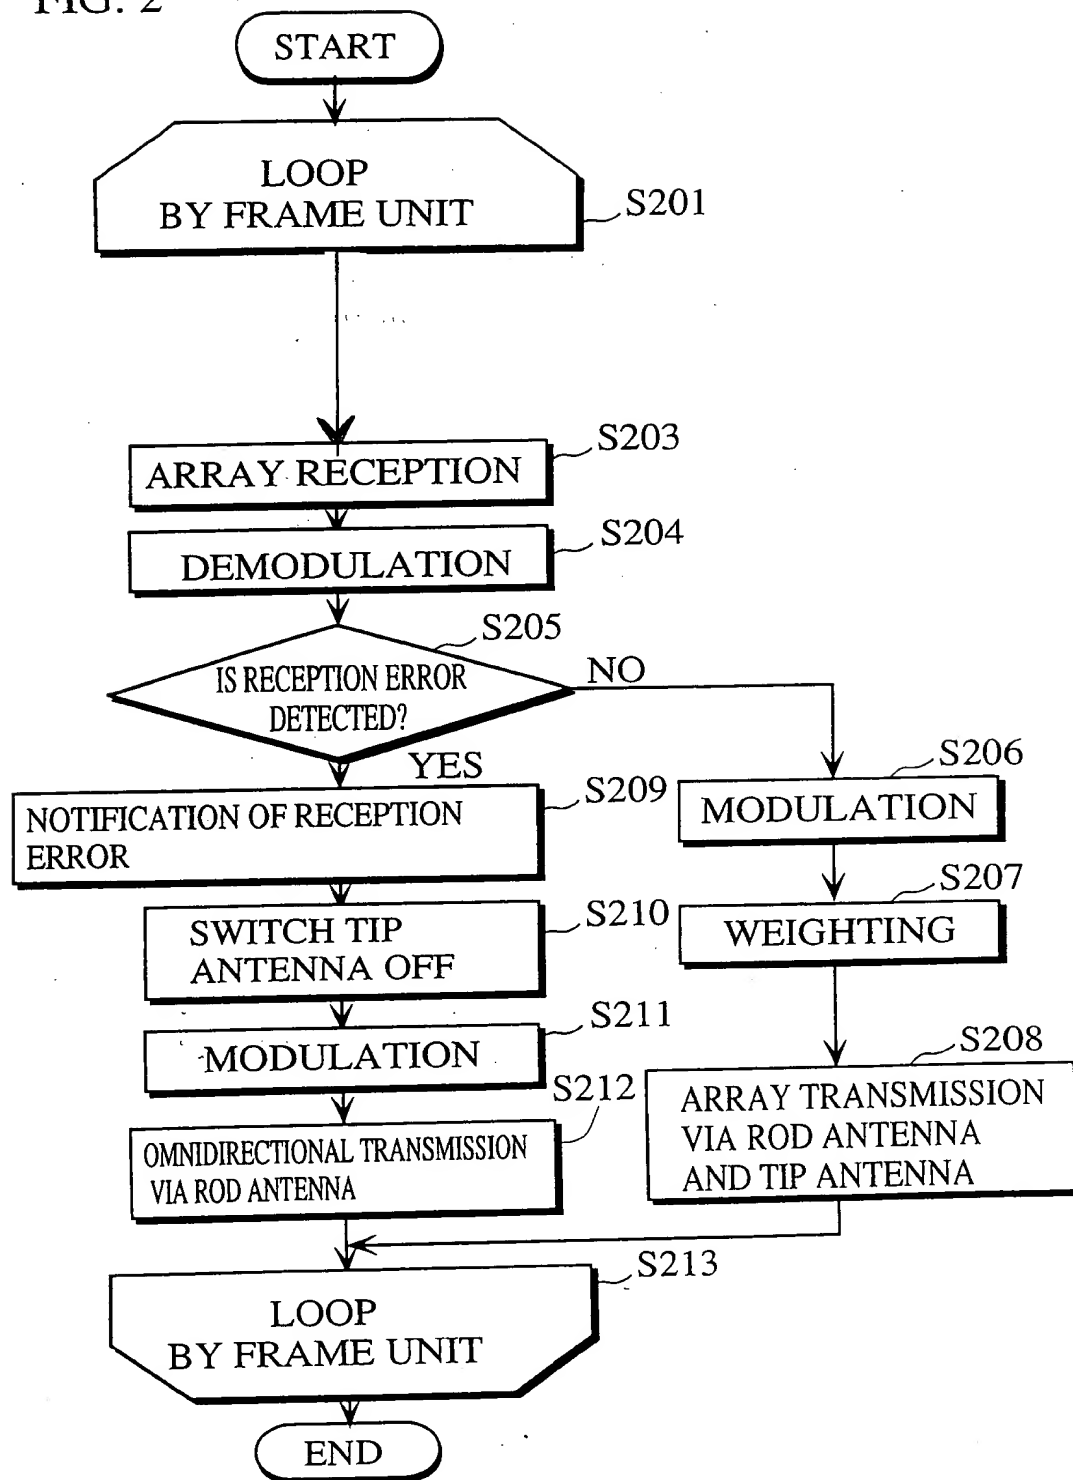 FIG. 2
START
LOOP
BY FRAME UNIT
S201
S203
ARRAY RECEPTION
S204
DEMODULATION
S205
IS RECEPTION ERROR
DETECTED?
NO
YES
S206
MODULATION
S207
WEIGHTING
S208
ARRAY TRANSMISSION
VIA ROD ANTENNA
AND TIP ANTENNA
S209
NOTIFICATION OF RECEPTION
ERROR
S210
SWITCH TIP
ANTENNA OFF
S211
MODULATION
S212
OMNIDIRECTIONAL TRANSMISSION
VIA ROD ANTENNA
S213
LOOP
BY FRAME UNIT
END